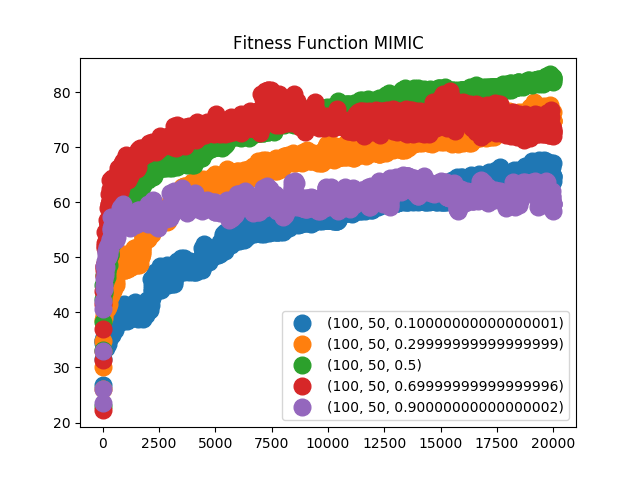 Fitness Function MIMIC
80
70
60
50
40
30
20
(100, 50, 0.10000000000000001)
(100, 50, 0.29999999999999999)
(100, 50, 0.5)
(100, 50, 0.69999999999999996)
(100, 50, 0.90000000000000002)
0 2500 5000 7500 10000 12500 15000 17500 20000